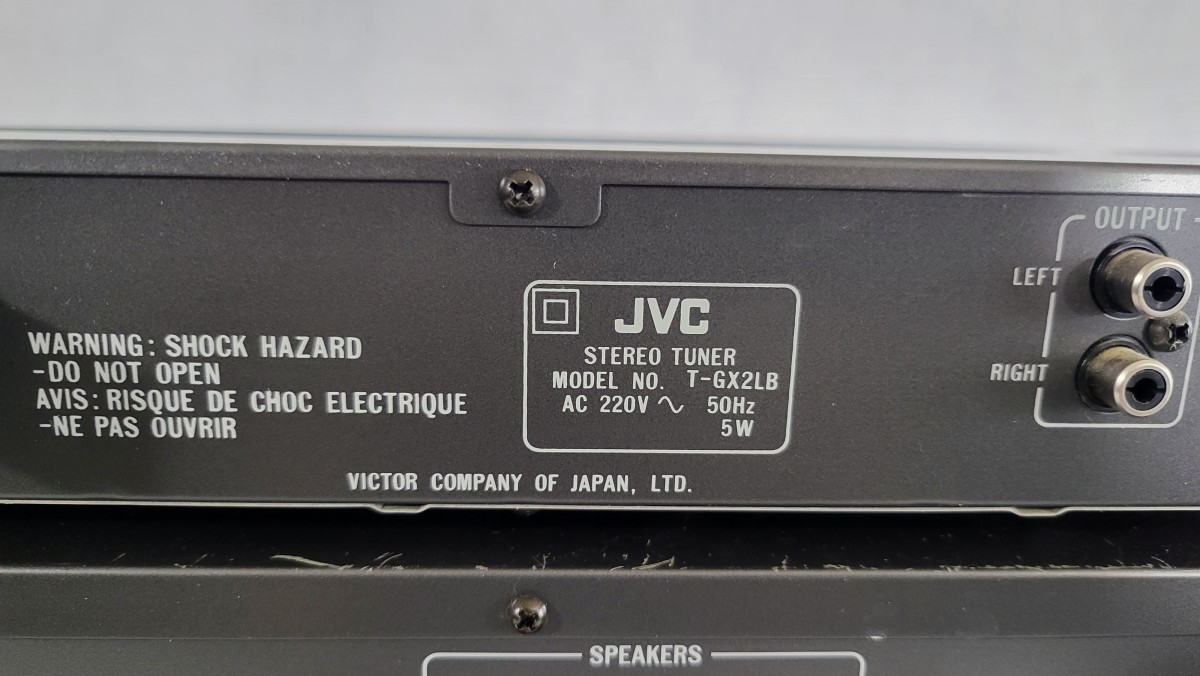 OUTPUT
LEFT
RIGHT
WARNING: SHOCK HAZARD
-DO NOT OPEN
AVIS: RISQUE DE CHOC ELECTRIQUE
-NE PAS OUVRIR
JVC
STEREO TUNER
MODEL NO. T-GX2LB
AC 220V ∿ 50Hz
5W
VICTOR COMPANY OF JAPAN, LTD.
SPEAKERS